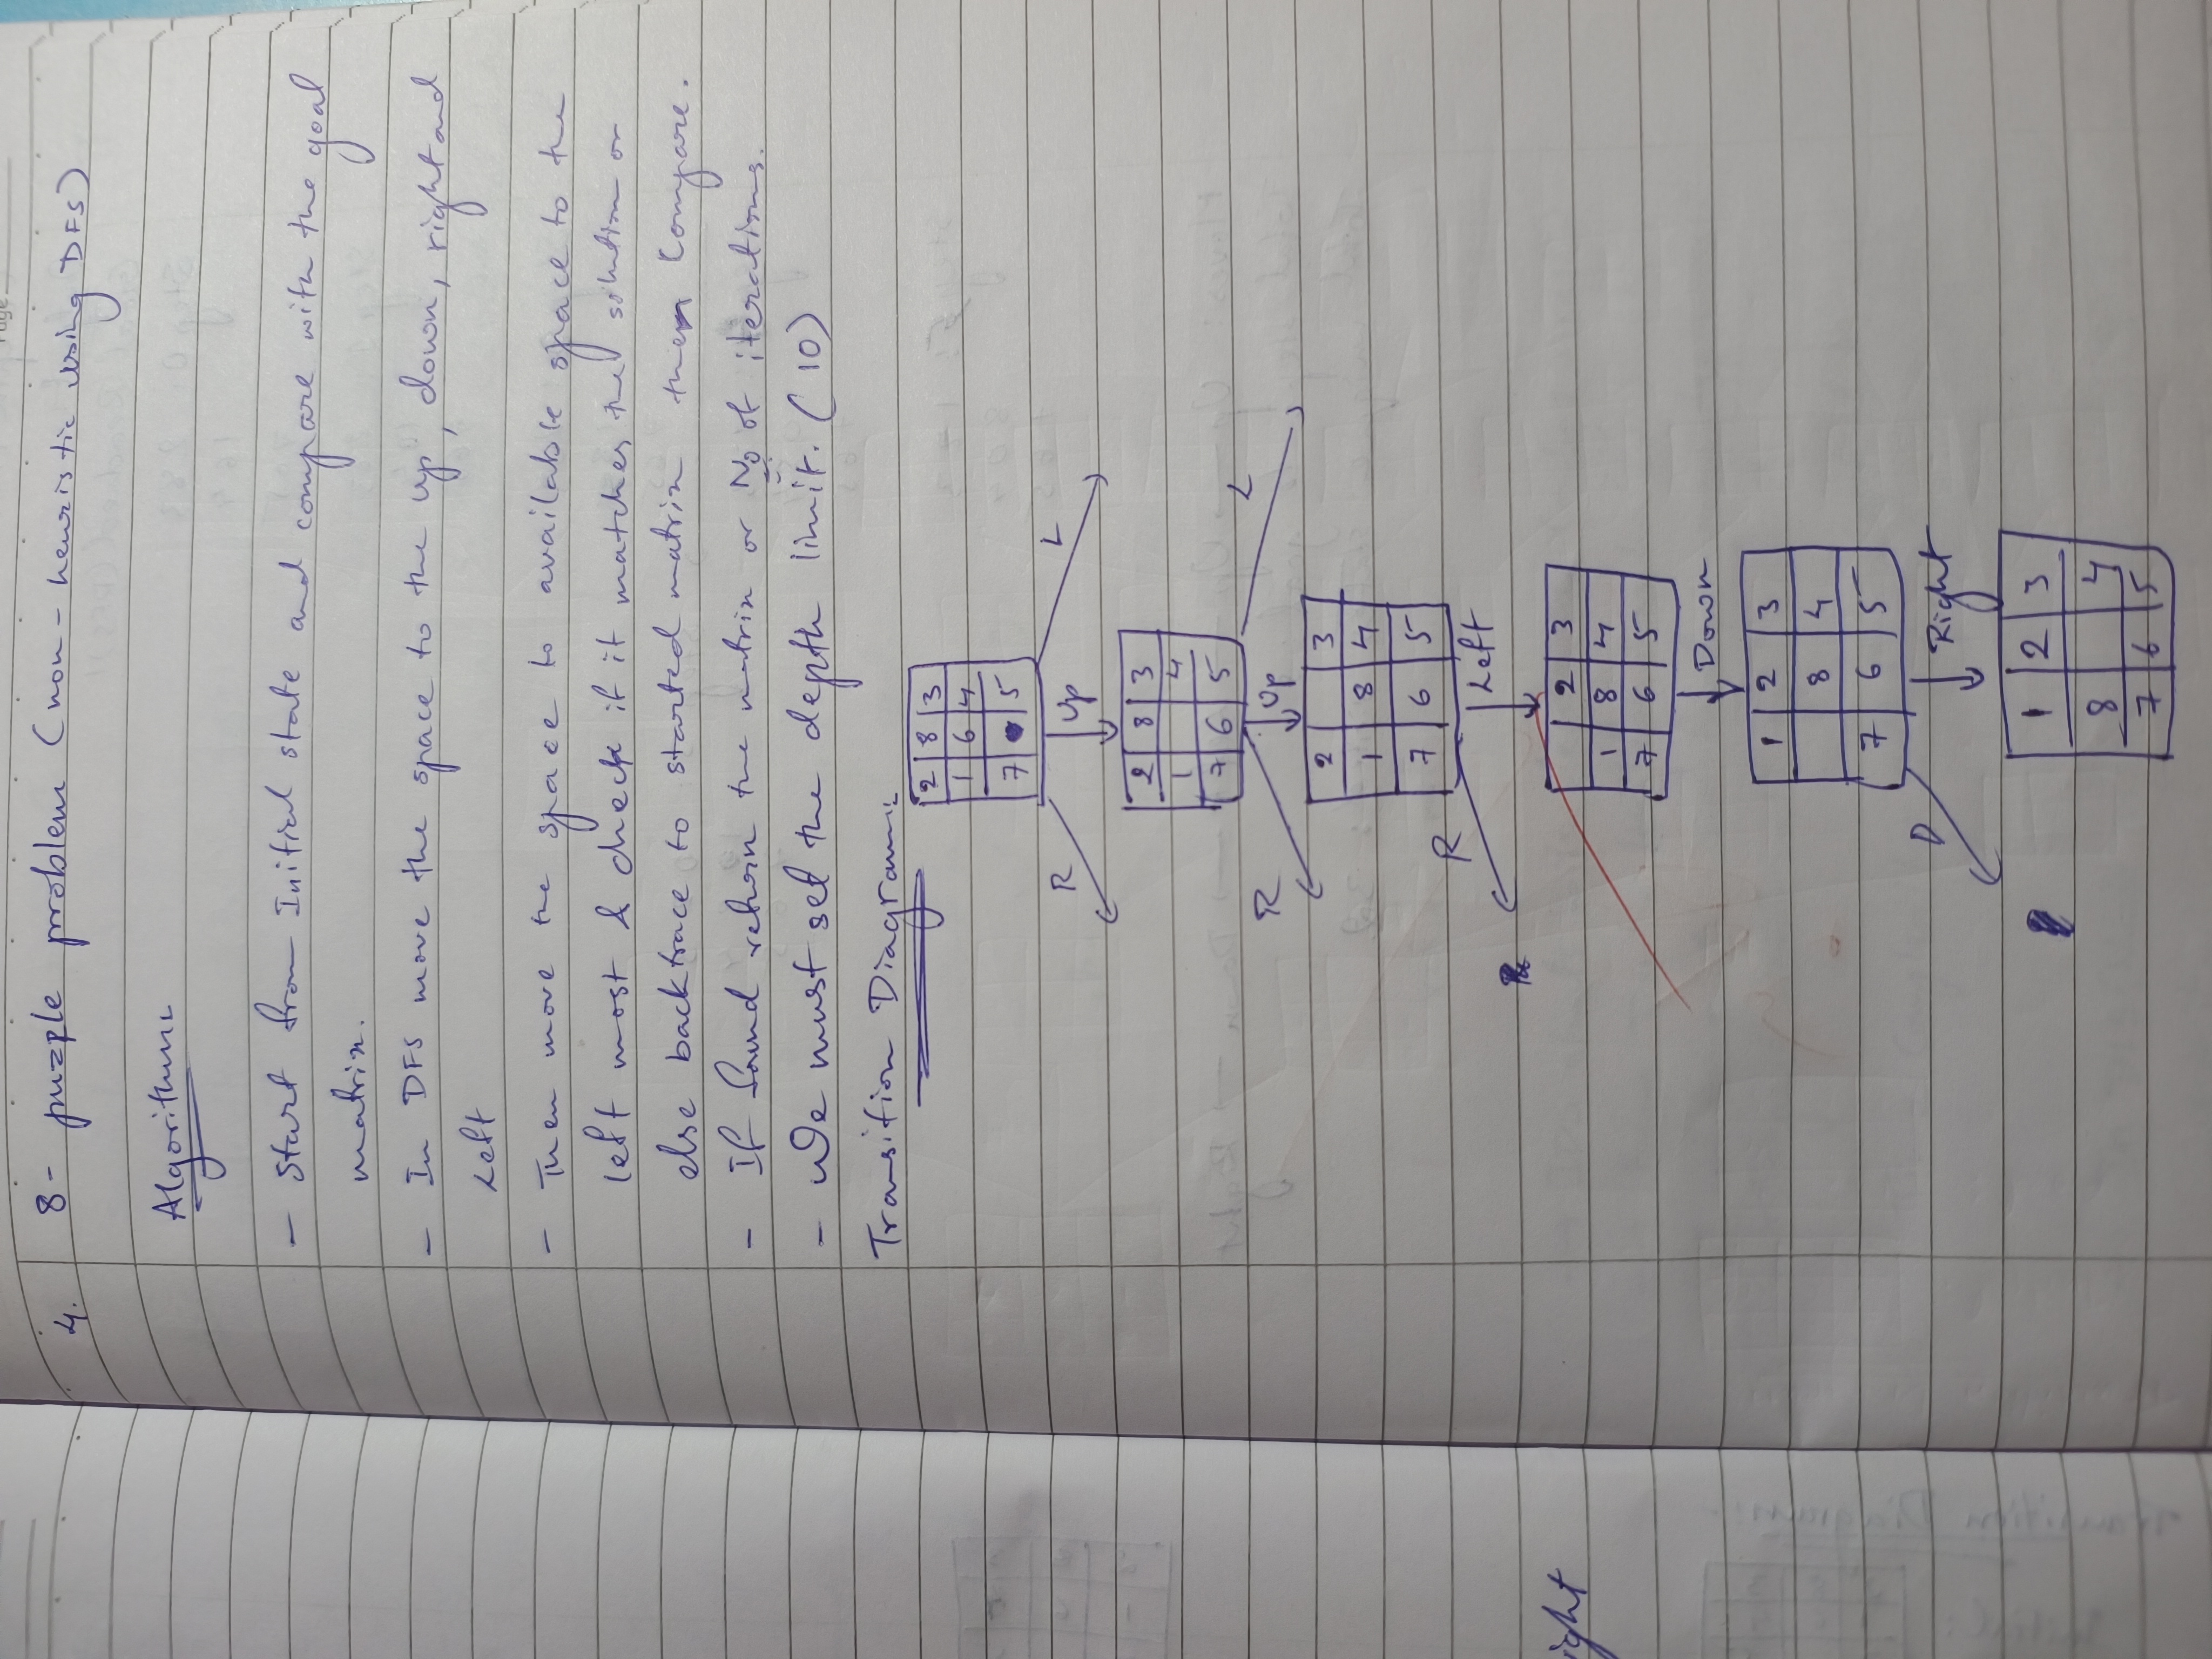 Page
4.
8- puzzle problem (non-heuristic using DFS)
Algorithm:
- Start from Initial state and compare with the goal
matrix.
- In DFS move the space to the up, down, right and
Left
- Then move the space to available space to the
left most & check if it matches the solution or
else backtrace to started matrix then Compare.
- If found return the matrix or No of iterations.
- We must set the depth limit. (10)
Transition Diagram:
2 8 3
1 6 4
7 5
R Up L
2 8 3
1 4
7 6 5
R Up L
2 3
1 8 4
7 6 5
R Left
2 3
1 8 4
7 6 5
Down
1 2 3
8 4
7 6 5
D Right
1 2 3
8 4
7 6 5
ight